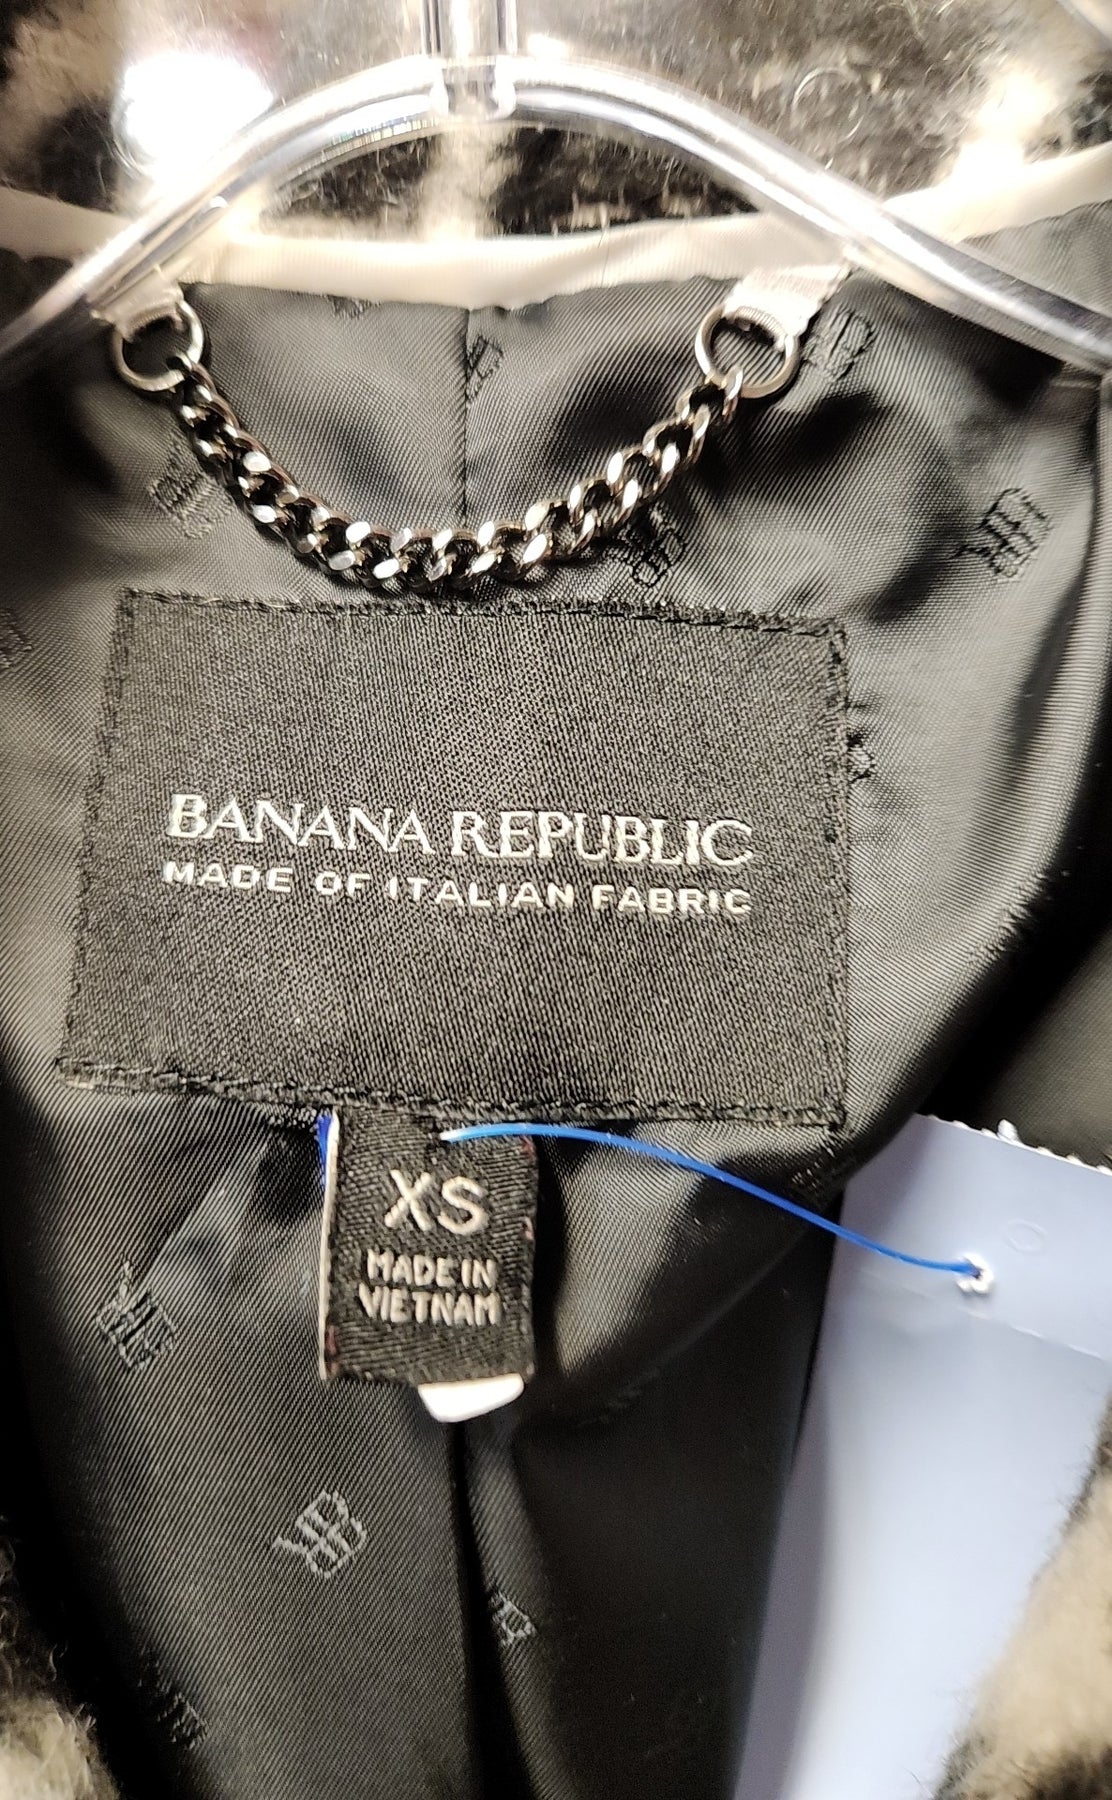 BANANA REPUBLIC
MADE OF ITALIAN FABRIC
XS
MADE IN
VIETNAM